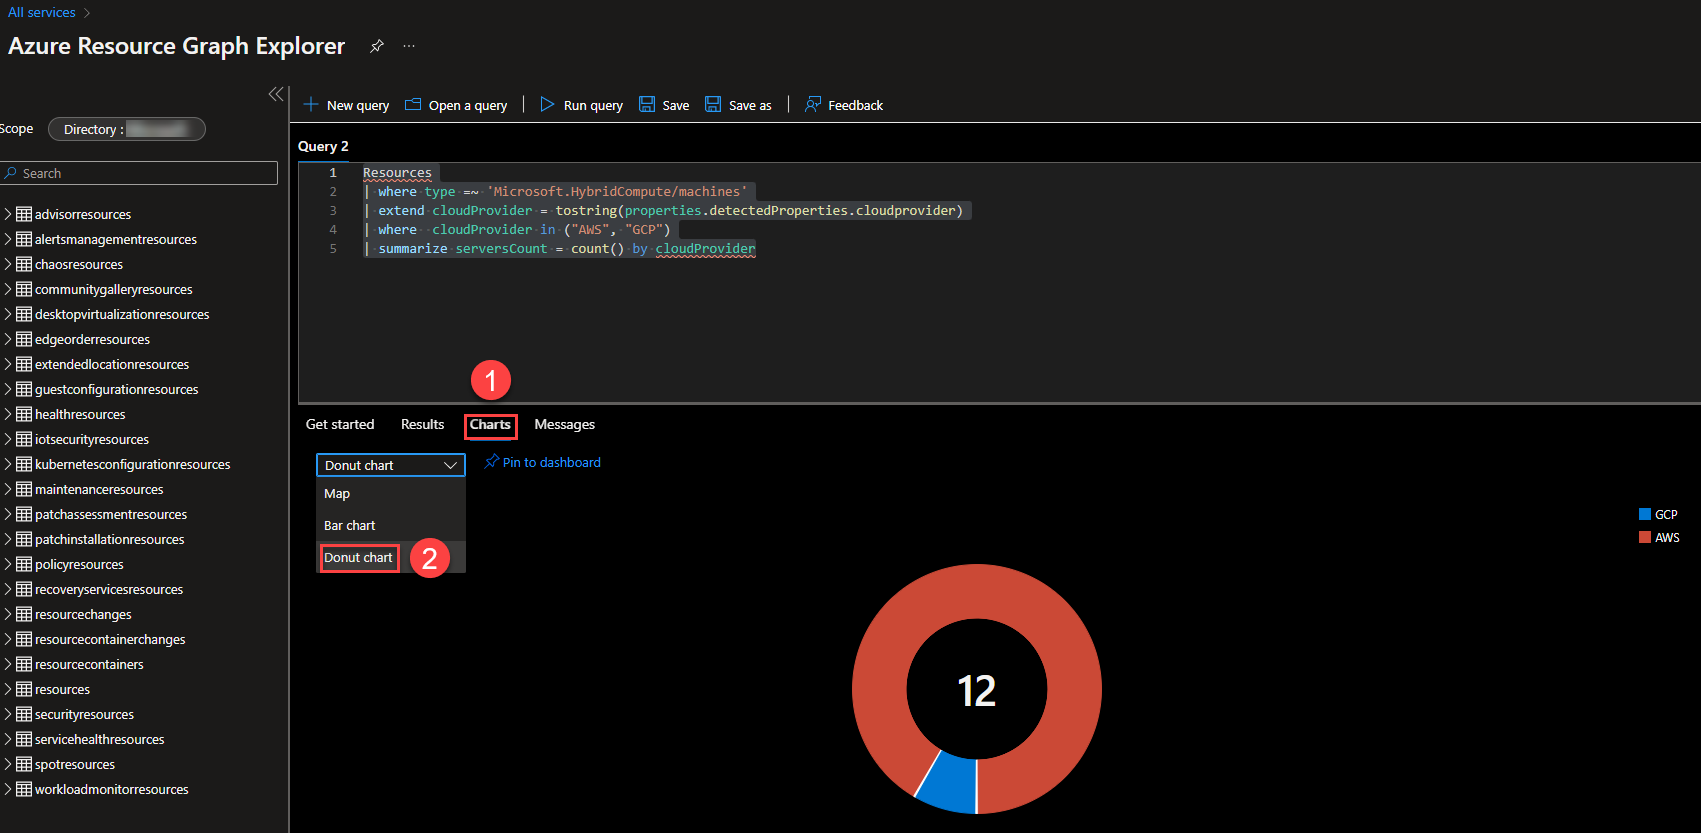 All services
Azure Resource Graph Explorer
Scope
Directory :
Search
advisorresources
alertsmanagementresources
chaosresources
communitygalleryresources
desktopvirtualizationresources
edgeorderresources
extendedlocationresources
guestconfigurationresources
healthresources
iotsecurityresources
kubernetesconfigurationresources
maintenanceresources
patchassessmentresources
patchinstallationresources
policyresources
recoveryservicesresources
resourcechanges
resourcecontainerchanges
resourcecontainers
resources
securityresources
servicehealthresources
spotresources
workloadmonitorresources
New query Open a query Run query Save Save as Feedback
Query 2
1 Resources
2 | where type =~ 'Microsoft.HybridCompute/machines'
3 | extend cloudProvider = tostring(properties.detectedProperties.cloudprovider)
4 | where  cloudProvider in ("AWS", "GCP")
5 | summarize serversCount = count() by cloudProvider
1
Get started Results Charts Messages
Donut chart Pin to dashboard
Map
Bar chart
Donut chart 2
GCP
AWS
12